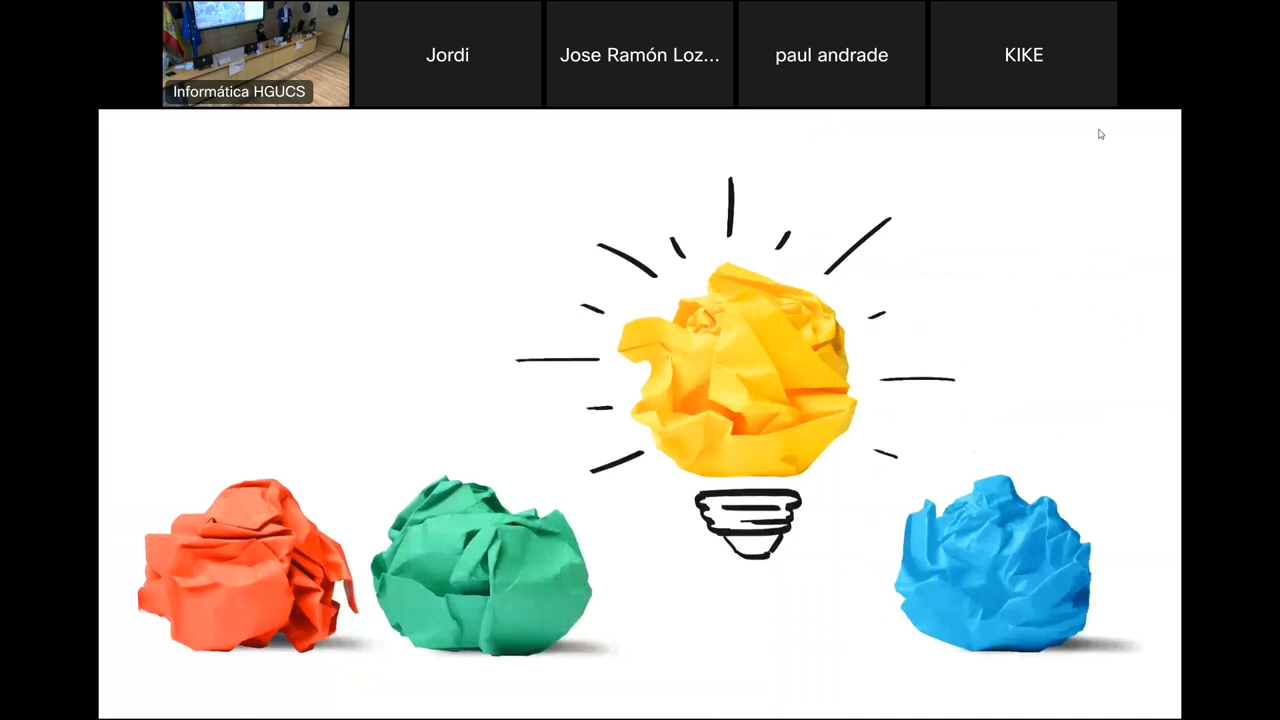 Informática HGUCS
Jordi
Jose Ramón Loz...
paul andrade
KIKE